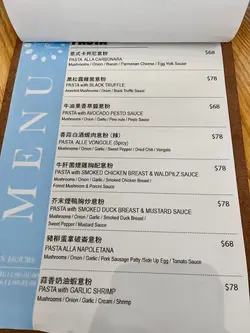 PASTA
意式卡邦尼意粉
$68
PASTA ALLA CARBONARA
Mushrooms / Onion / Bacon / Parmesan Cheese / Egg Yolk Sauce
黑松露雜菌意粉
$78
PASTA with BLACK TRUFFLE
Assorted Mushrooms / Onion / Black Truffle Sauce
牛油果香草醬意粉
$68
PASTA with AVOCADO PESTO SAUCE
Mushrooms / Onion / Garlic / Pine nuts / Pesto Sauce
香蒜白酒蜆肉意粉 (辣)
$78
PASTA ALLE VONGOLE (Spicy)
Mushrooms / Onion / Garlic / Sweet Pepper / Dried Chili / Vongole
牛肝菌煙雞胸配意粉
$78
PASTA with SMOKED CHICKEN BREAST & WALDPILZ SAUCE
Mushrooms / Onion / Garlic / Smoked Chicken Breast /
Forest Mushroom & Porcini Sauce
芥末煙鴨胸炒意粉
$78
PASTA with SMOKED DUCK BREAST & MUSTARD SAUCE
Mushrooms / Onion / Garlic / Smoked Duck Breast /
Sweet Pepper / Mustard Sauce
豬柳蛋拿破崙意粉
$68
PASTA ALLA NAPOLETANA
Mushrooms / Onion / Garlic / Pork Sausage Patty /Side Up Egg / Tomato Sauce
蒜香奶油蝦意粉
$78
PASTA with GARLIC SHRIMP
Mushrooms / Onion / Garlic / Cream / Shrimp
MENU